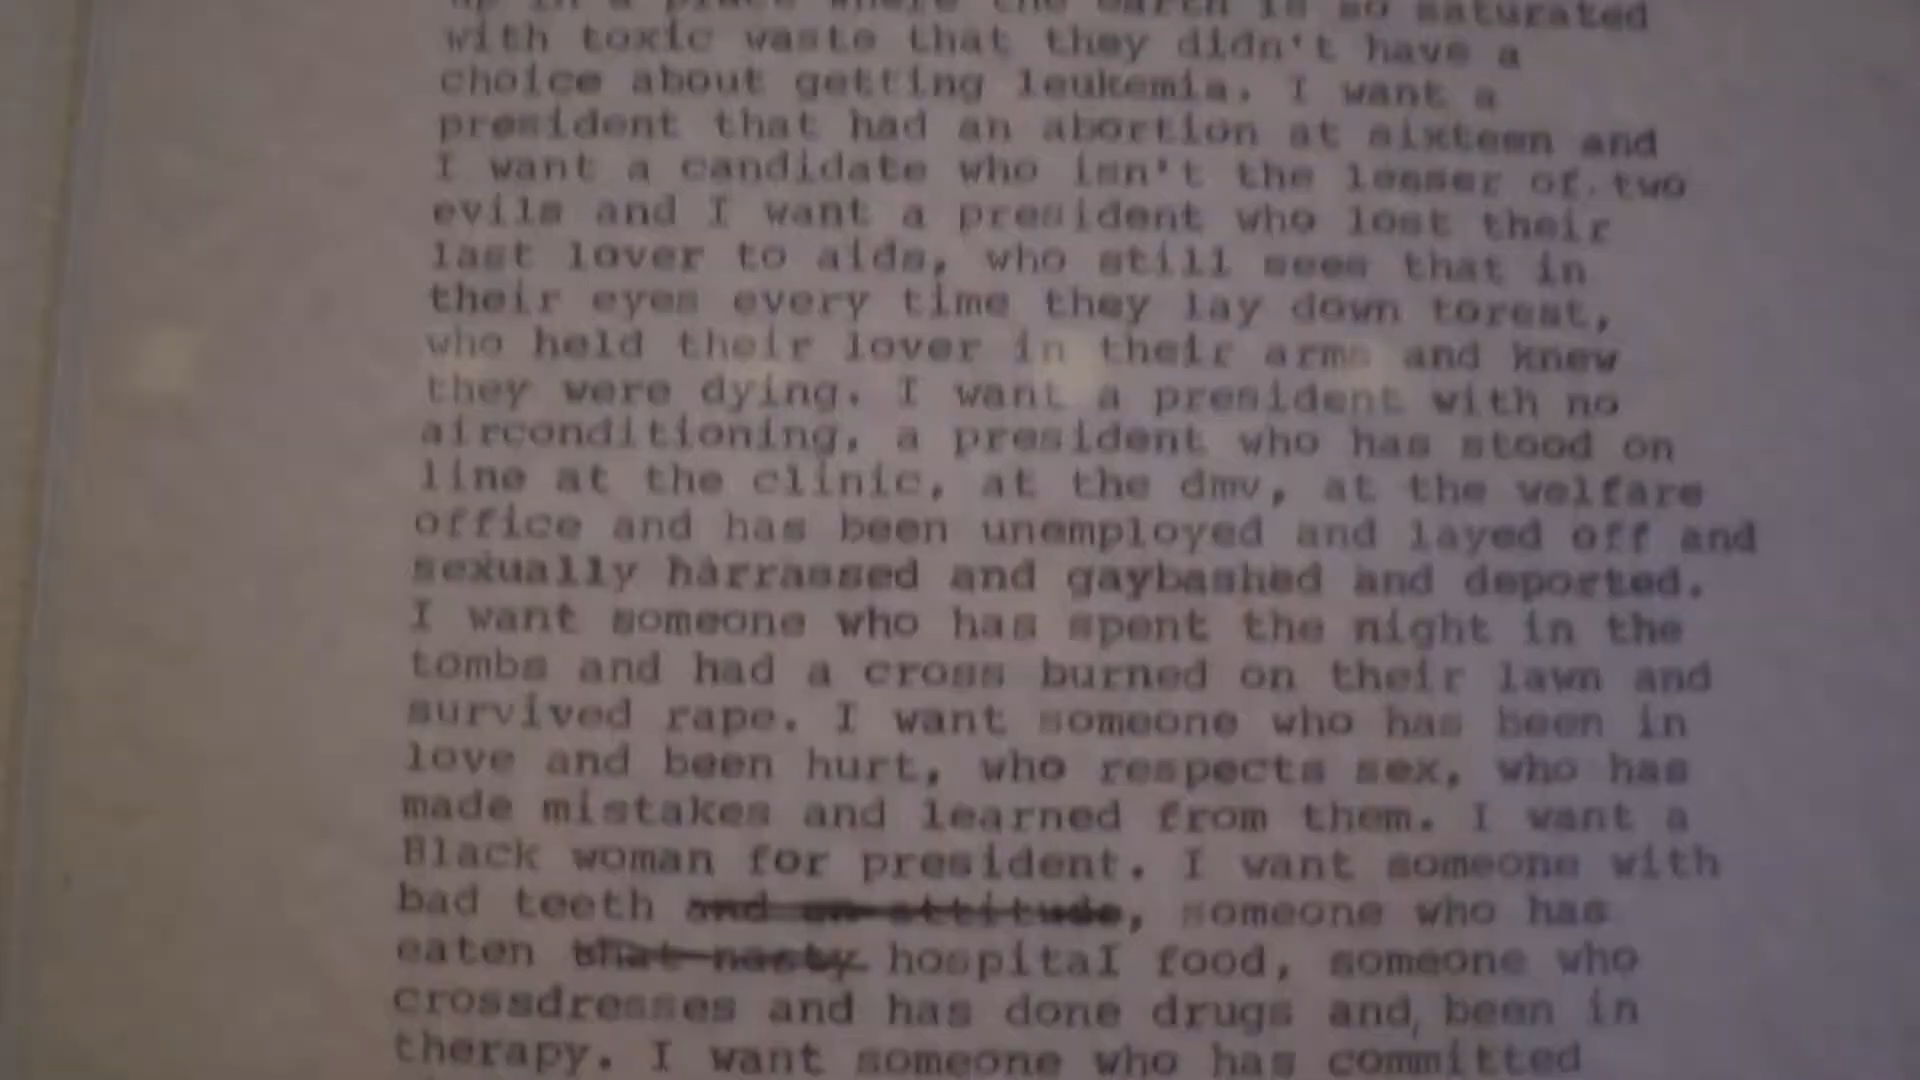 up in a place where the earth is so saturated
with toxic waste that they didn't have a
choice about getting leukemia. I want a
president that had an abortion at sixteen and
I want a candidate who isn't the lesser of two
evils and I want a president who lost their
last lover to aids, who still sees that in
their eyes every time they lay down torest,
who held their lover in their arms and knew
they were dying. I want a president with no
airconditioning, a president who has stood on
line at the clinic, at the dmv, at the welfare
office and has been unemployed and layed off and
sexually harrassed and gaybashed and deported.
I want someone who has spent the night in the
tombs and had a cross burned on their lawn and
survived rape. I want someone who has been in
love and been hurt, who respects sex, who has
made mistakes and learned from them. I want a
Black woman for president. I want someone with
bad teeth and an attitude, someone who has
eaten that nasty hospital food, someone who
crossdresses and has done drugs and been in
therapy. I want someone who has committed